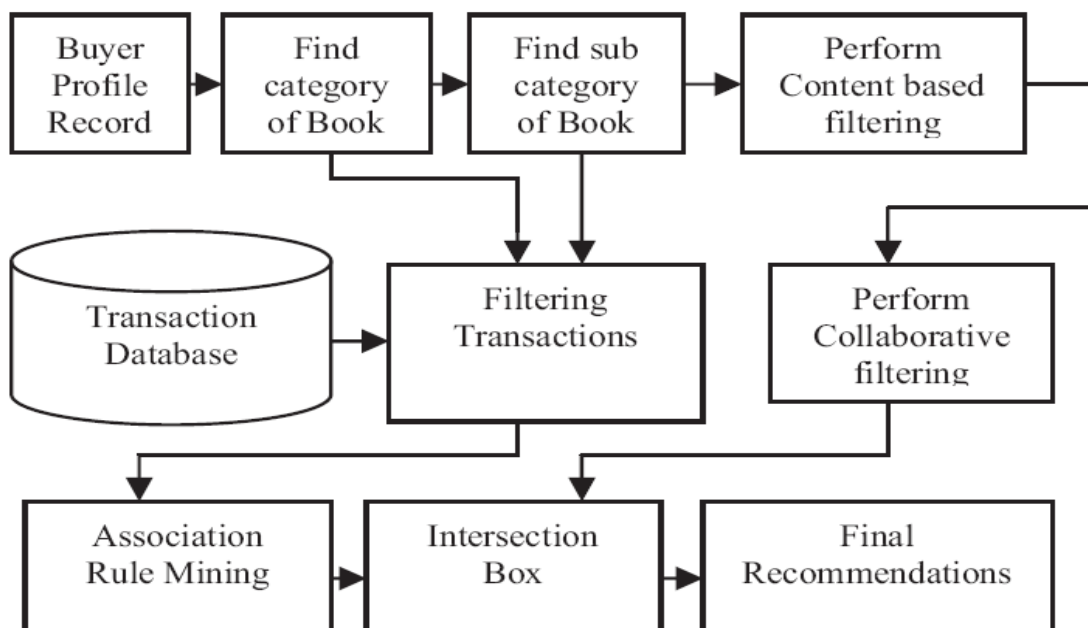 Buyer
Profile
Record
Find
category
of Book
Find sub
category
of Book
Perform
Content based
filtering
Transaction
Database
Filtering
Transactions
Perform
Collaborative
filtering
Association
Rule Mining
Intersection
Box
Final
Recommendations